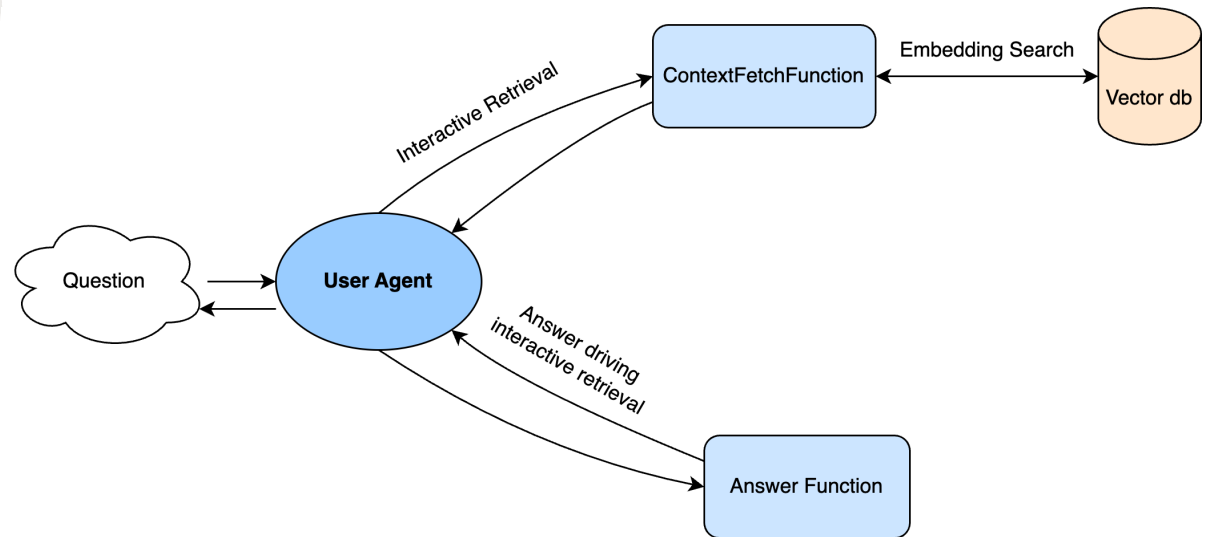 Embedding Search
ContextFetchFunction
Vector db
Interactive Retrieval
Question
User Agent
Answer driving
interactive retrieval
Answer Function